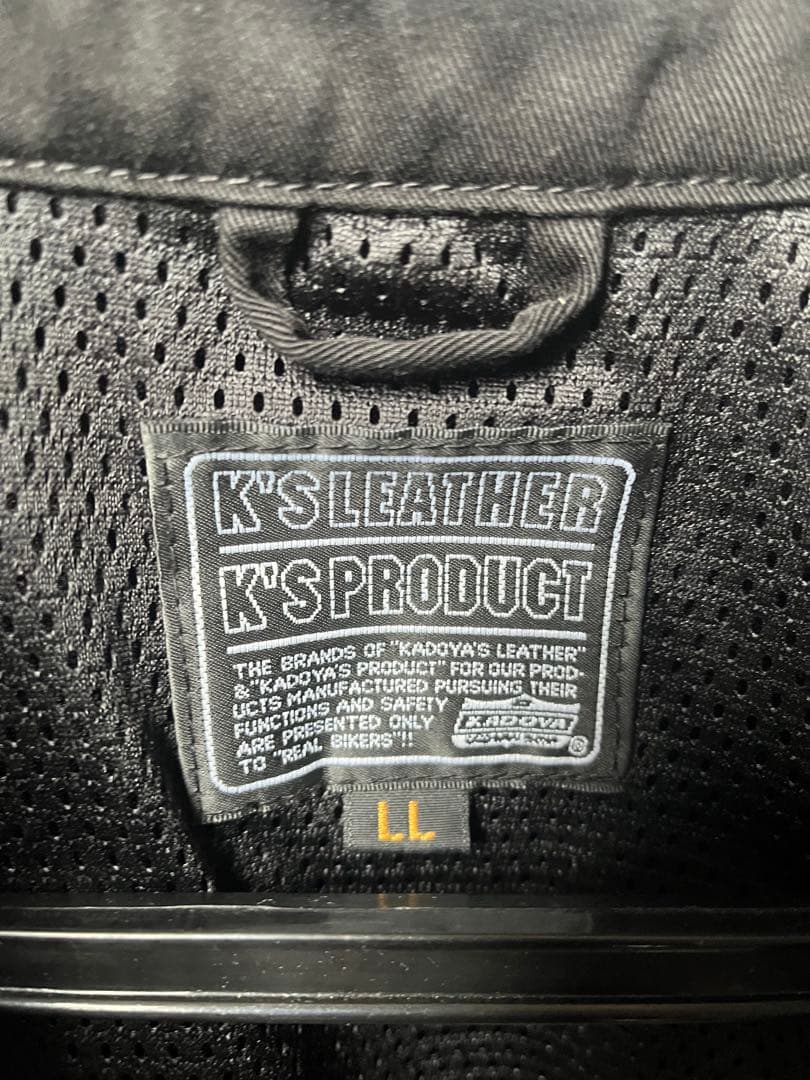 K'S LEATHER
K'S PRODUCT
THE BRANDS OF "KADOYA'S LEATHER"
& "KADOYA'S PRODUCT" FOR OUR PROD-
UCTS MANUFACTURED PURSUING THEIR
FUNCTIONS AND SAFETY
ARE PRESENTED ONLY
TO "REAL BIKERS"!!
KADOYA
®
LL